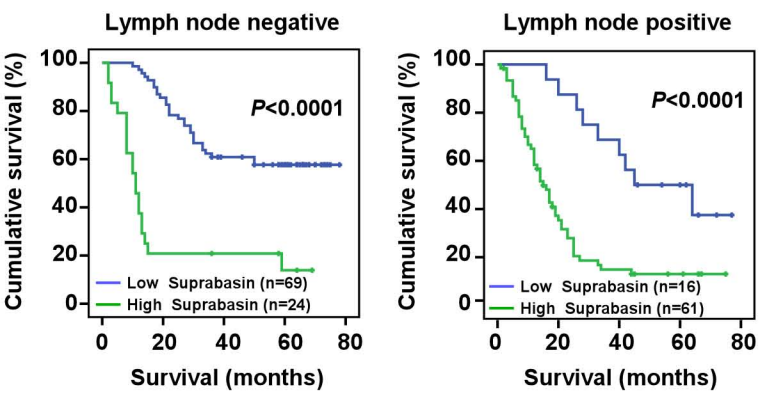 Lymph node negative
Cumulative survival (%)
100
80
60
40
20
0
P<0.0001
Low Suprabasin (n=69)
High Suprabasin (n=24)
0 20 40 60 80
Survival (months)
Lymph node positive
Cumulative survival (%)
100
80
60
40
20
0
P<0.0001
Low Suprabasin (n=16)
High Suprabasin (n=61)
0 20 40 60 80
Survival (months)